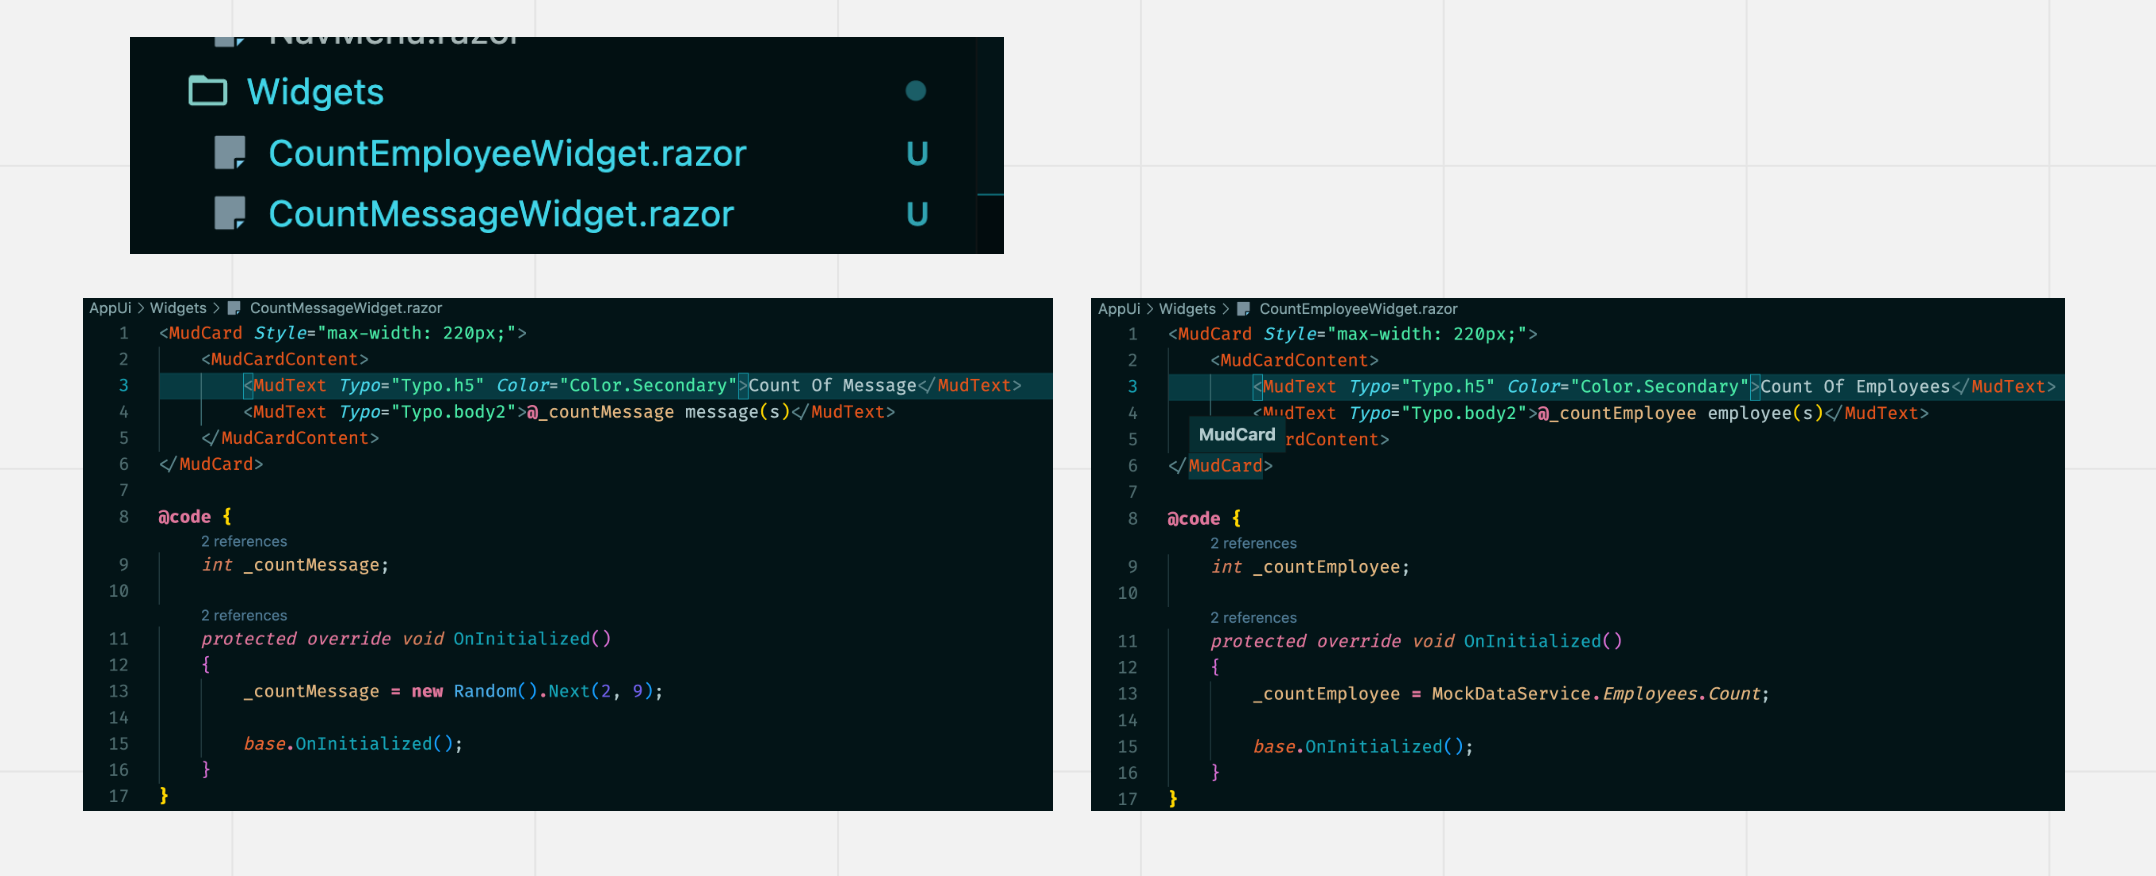 NavMenu.razor
Widgets
CountEmployeeWidget.razor U
CountMessageWidget.razor U
AppUi > Widgets > CountMessageWidget.razor
1 <MudCard Style="max-width: 220px;">
2 <MudCardContent>
3 <MudText Typo="Typo.h5" Color="Color.Secondary">Count Of Message</MudText>
4 <MudText Typo="Typo.body2">@_countMessage message(s)</MudText>
5 </MudCardContent>
6 </MudCard>
7
8 @code {
2 references
9 int _countMessage;
10
2 references
11 protected override void OnInitialized()
12 {
13 _countMessage = new Random().Next(2, 9);
14
15 base.OnInitialized();
16 }
17 }
AppUi > Widgets > CountEmployeeWidget.razor
1 <MudCard Style="max-width: 220px;">
2 <MudCardContent>
3 <MudText Typo="Typo.h5" Color="Color.Secondary">Count Of Employees</MudText>
4 <MudText Typo="Typo.body2">@_countEmployee employee(s)</MudText>
5 MudCard rdContent>
6 </MudCard>
7
8 @code {
2 references
9 int _countEmployee;
10
2 references
11 protected override void OnInitialized()
12 {
13 _countEmployee = MockDataService.Employees.Count;
14
15 base.OnInitialized();
16 }
17 }